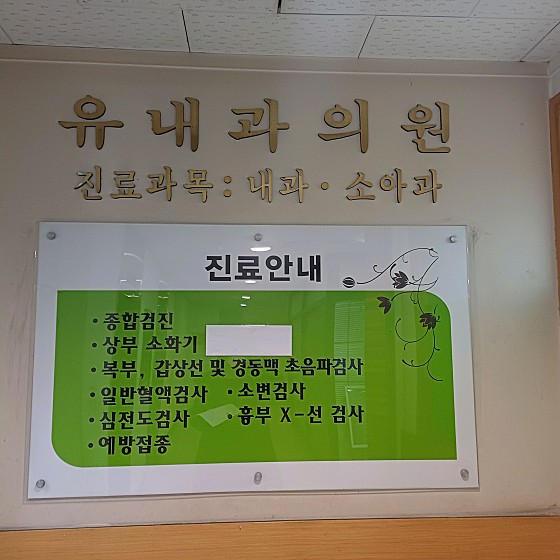 유내과의원
진료과목: 내과·소아과
진료안내
·종합검진
·상부 소화기
·복부, 갑상선 및 경동맥 초음파검사
·일반혈액검사 ·소변검사
·심전도검사 ·흉부 X-선 검사
·예방접종